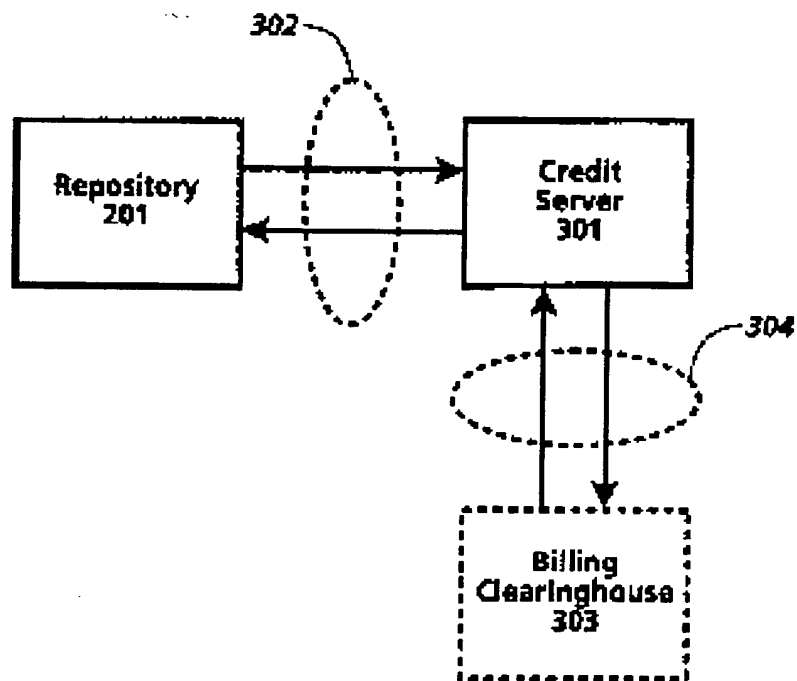 302
Repository
201
Credit
Server
301
304
Billing
Clearinghouse
303